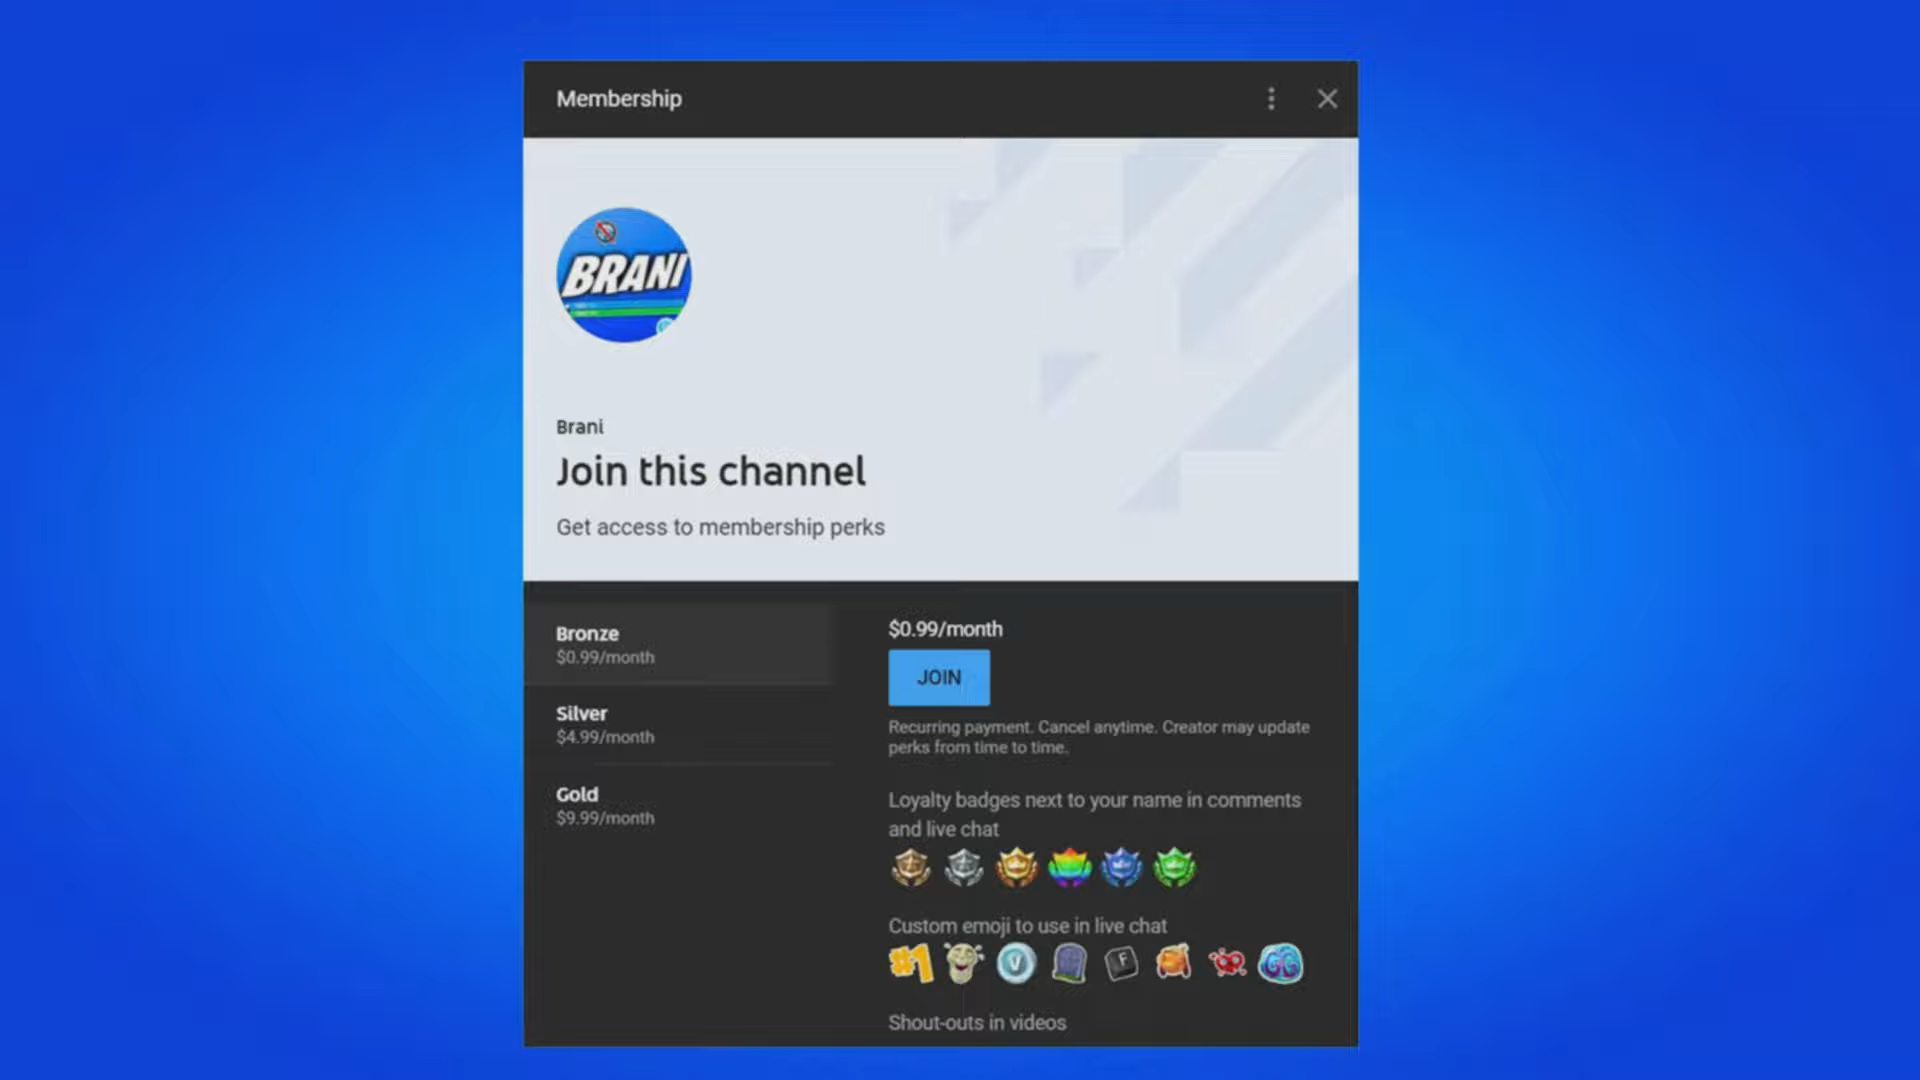 Membership
BRANI
Brani
Join this channel
Get access to membership perks
Bronze
$0.99/month
Silver
$4.99/month
Gold
$9.99/month
$0.99/month
JOIN
Recurring payment. Cancel anytime. Creator may update
perks from time to time.
Loyalty badges next to your name in comments
and live chat
Custom emoji to use in live chat
#1 V F GG
Shout-outs in videos